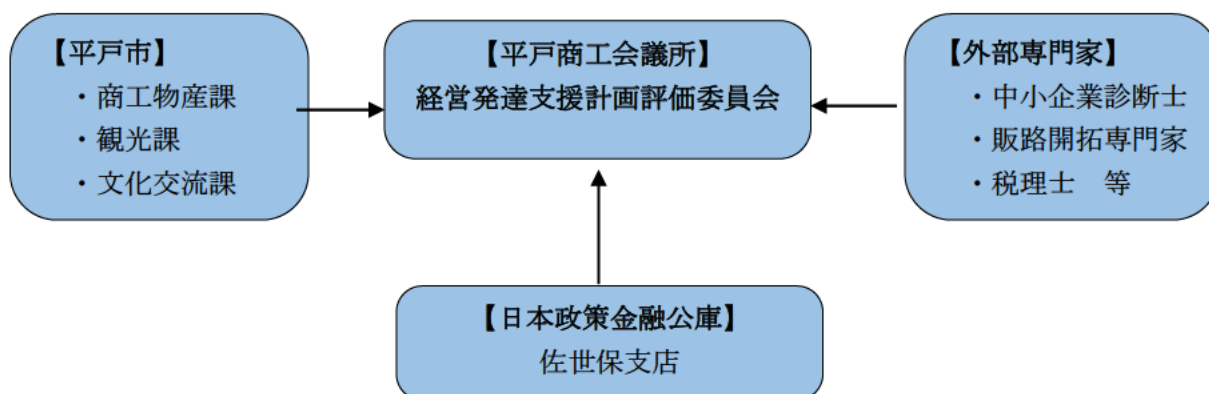 【平戸市】
・商工物産課
・観光課
・文化交流課
【平戸商工会議所】
経営発達支援計画評価委員会
【外部専門家】
・中小企業診断士
・販路開拓専門家
・税理士　等
【日本政策金融公庫】
佐世保支店